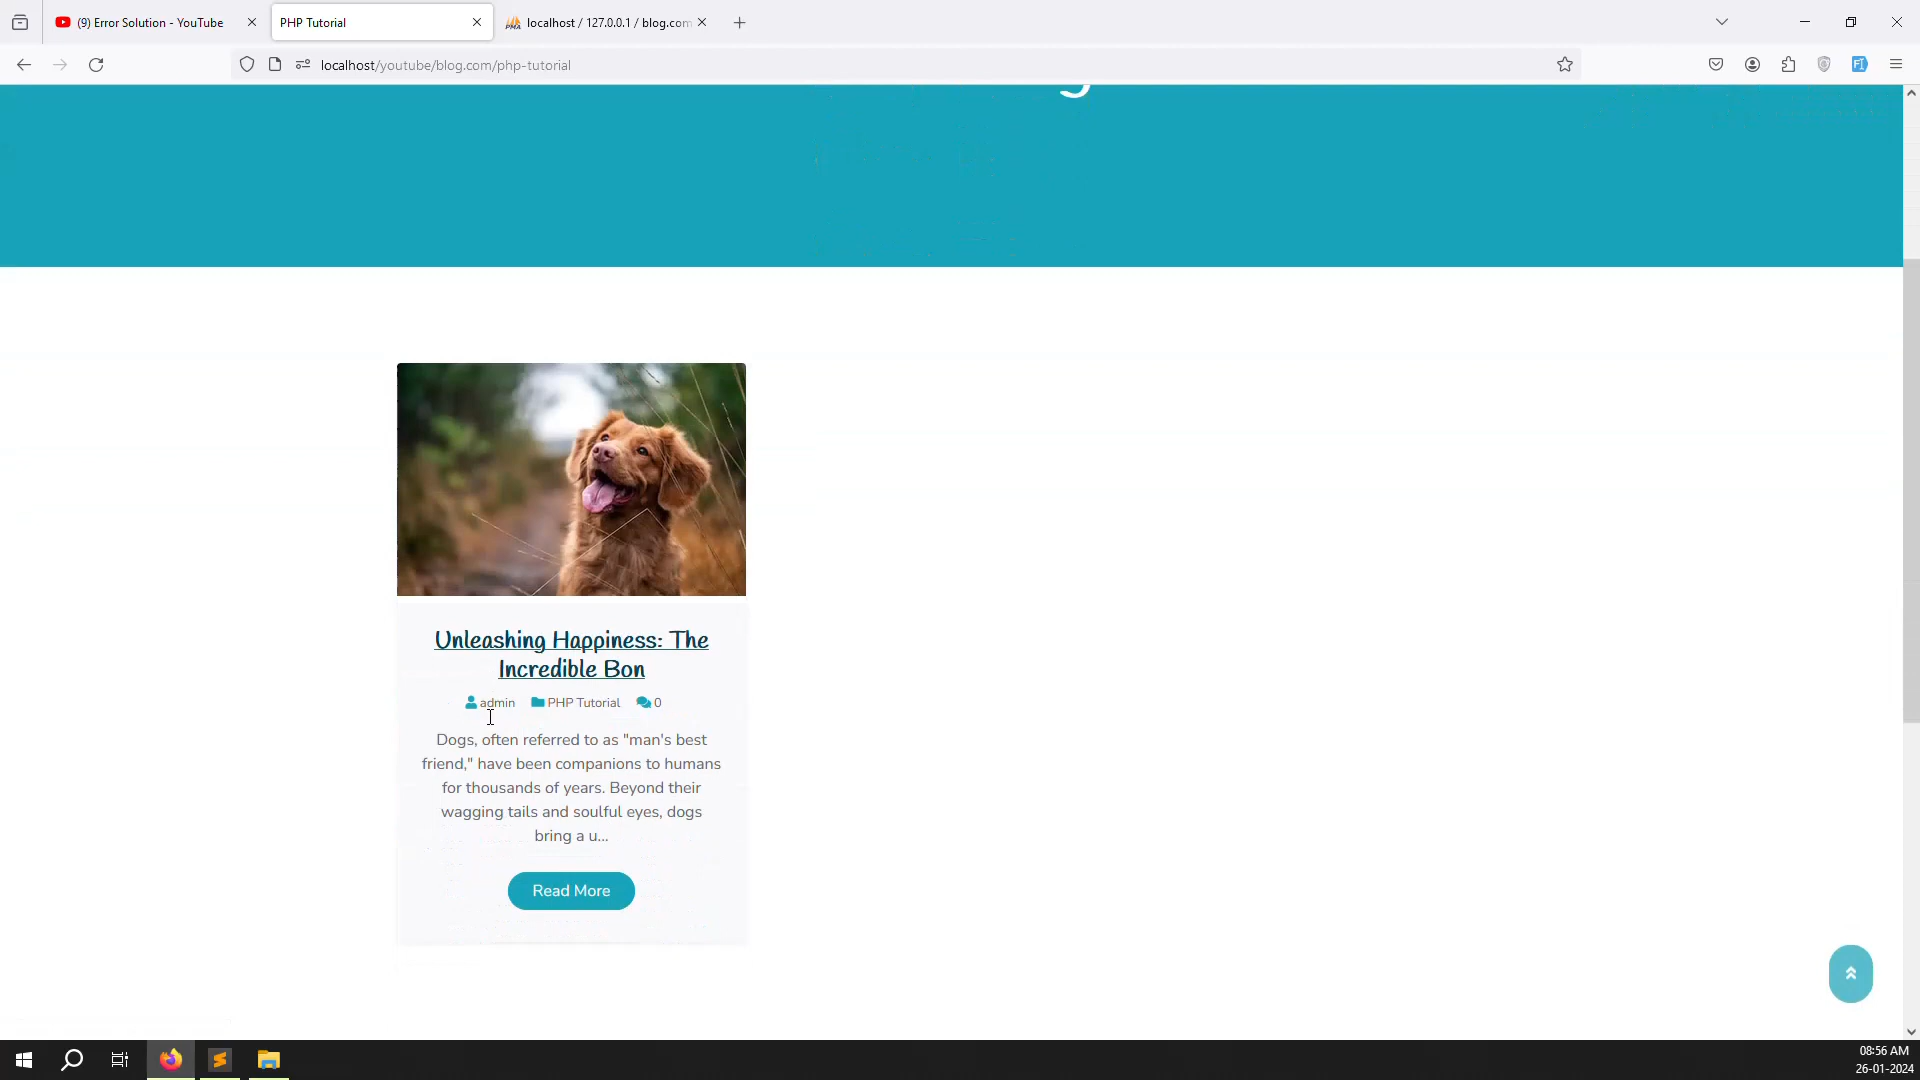 (9) Error Solution - YouTube
PHP Tutorial
localhost / 127.0.0.1 / blog.com
localhost/youtube/blog.com/php-tutorial
Unleashing Happiness: The
Incredible Bon
admin PHP Tutorial 0
Dogs, often referred to as "man's best
friend," have been companions to humans
for thousands of years. Beyond their
wagging tails and soulful eyes, dogs
bring a u...
Read More
08:56 AM
26-01-2024